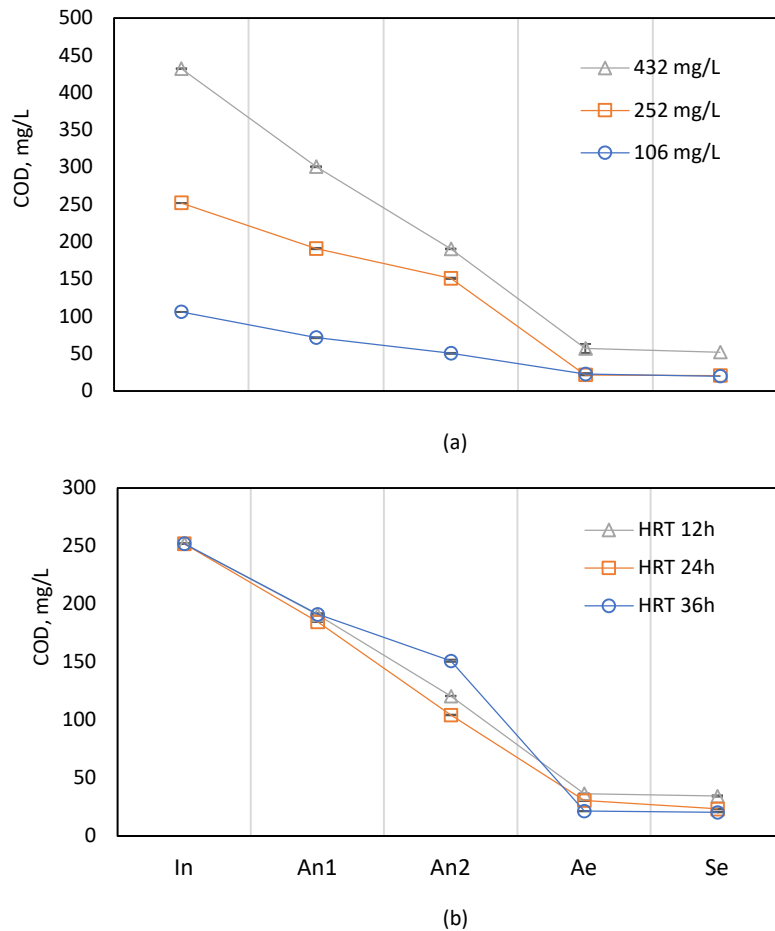 500
450
400
350
300
250
200
150
100
50
0
COD, mg/L
432 mg/L
252 mg/L
106 mg/L
(a)
300
250
200
150
100
50
0
COD, mg/L
HRT 12h
HRT 24h
HRT 36h
In An1 An2 Ae Se
(b)